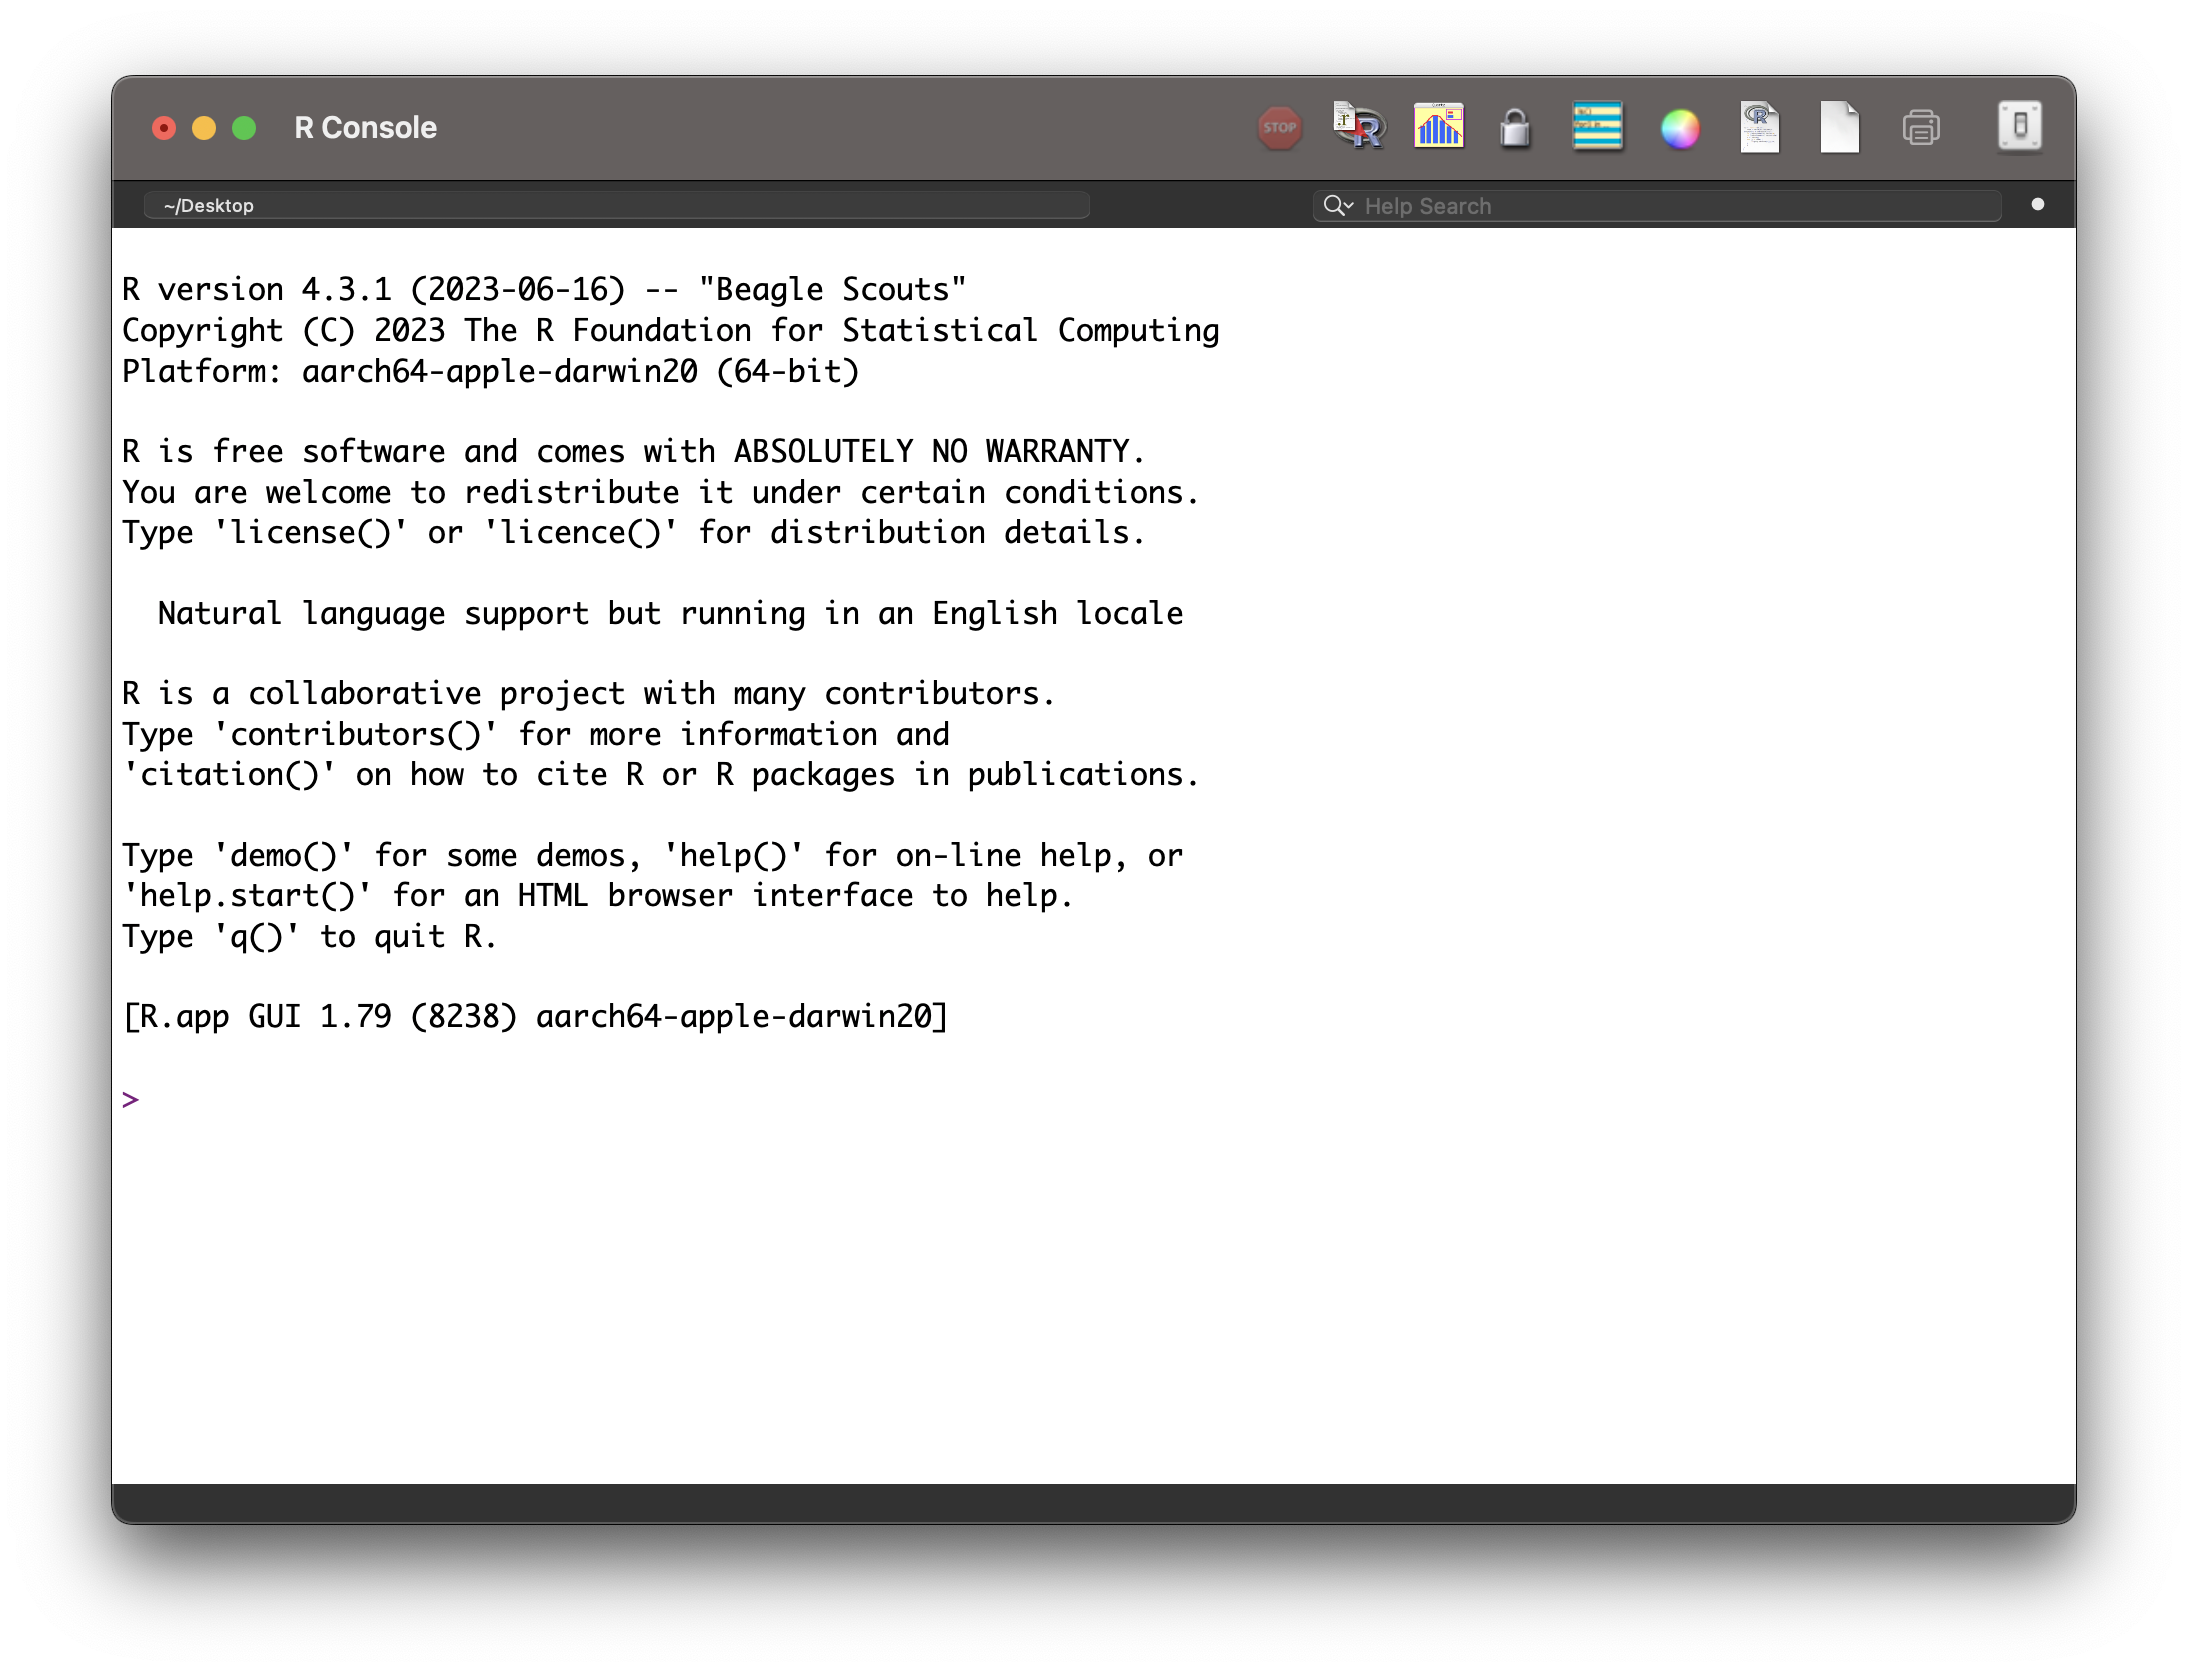 R Console
STOP
~/Desktop
Help Search
R version 4.3.1 (2023-06-16) -- "Beagle Scouts"
Copyright (C) 2023 The R Foundation for Statistical Computing
Platform: aarch64-apple-darwin20 (64-bit)
R is free software and comes with ABSOLUTELY NO WARRANTY.
You are welcome to redistribute it under certain conditions.
Type 'license()' or 'licence()' for distribution details.
Natural language support but running in an English locale
R is a collaborative project with many contributors.
Type 'contributors()' for more information and
'citation()' on how to cite R or R packages in publications.
Type 'demo()' for some demos, 'help()' for on-line help, or
'help.start()' for an HTML browser interface to help.
Type 'q()' to quit R.
[R.app GUI 1.79 (8238) aarch64-apple-darwin20]
>